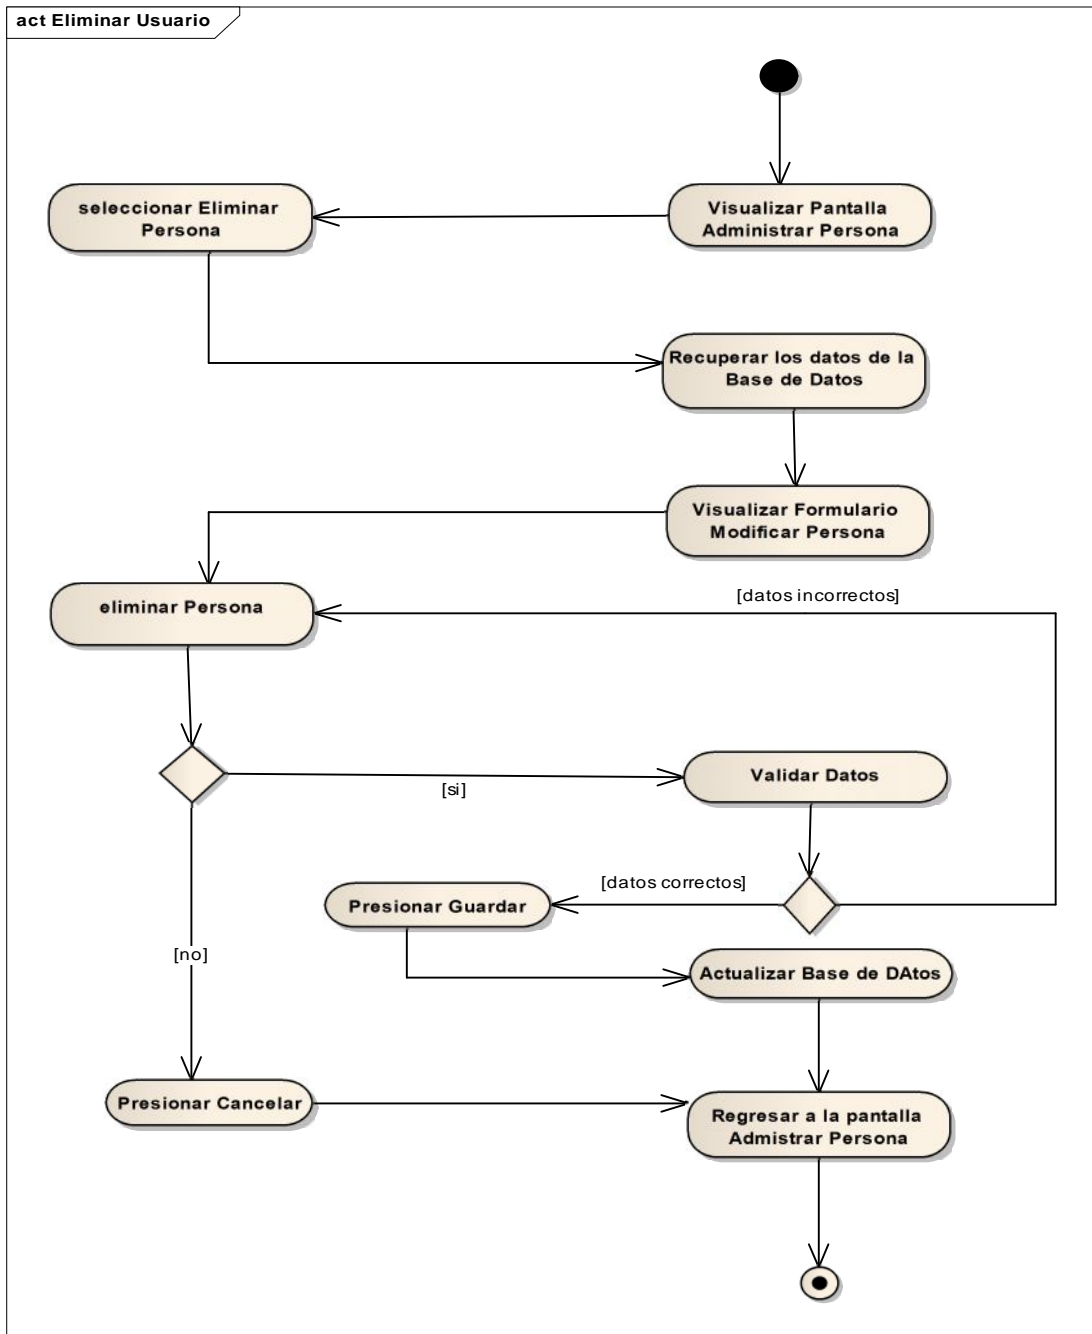 act Eliminar Usuario
seleccionar Eliminar
Persona
Visualizar Pantalla
Administrar Persona
Recuperar los datos de la
Base de Datos
Visualizar Formulario
Modificar Persona
eliminar Persona
[datos incorrectos]
[si]
Validar Datos
[datos correctos]
Presionar Guardar
[no]
Actualizar Base de DAtos
Presionar Cancelar
Regresar a la pantalla
Admistrar Persona